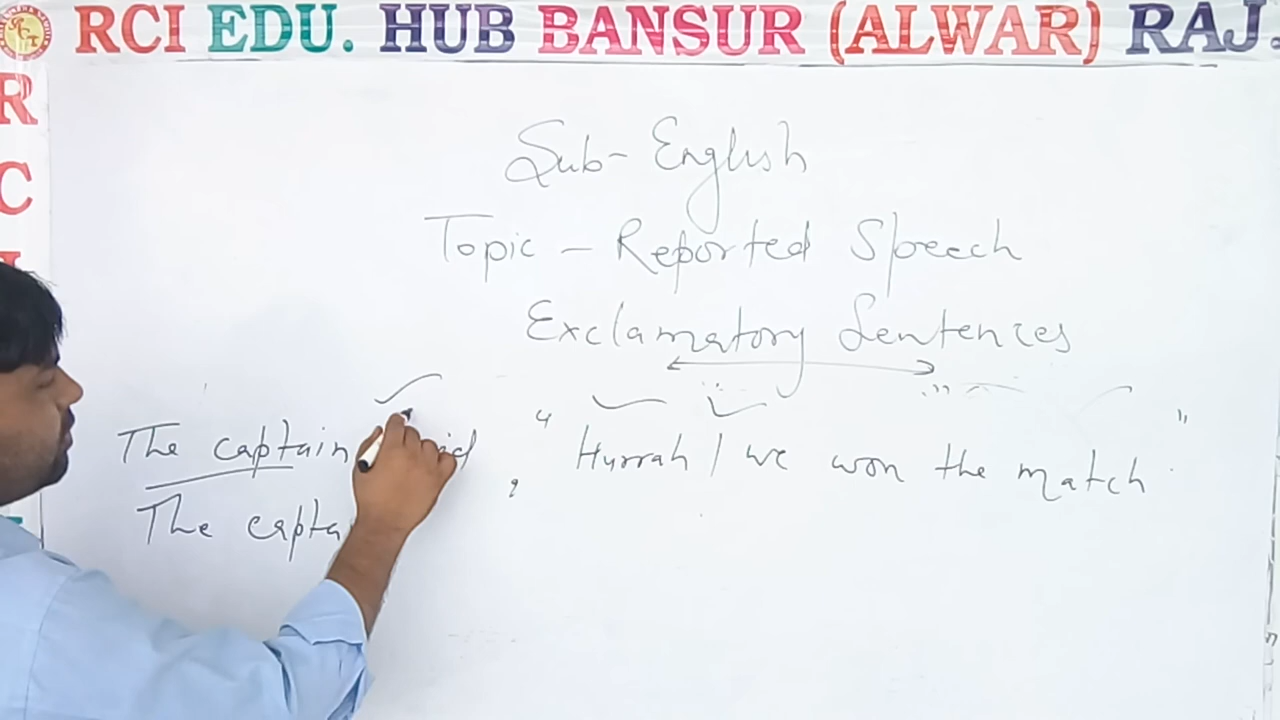 RCI EDU. HUB BANSUR (ALWAR) RAJ.
R
C
I
Sub- English
Topic - Reported Speech
Exclamatory Sentences
The captain said, "Hurrah! we won the match."
The capta